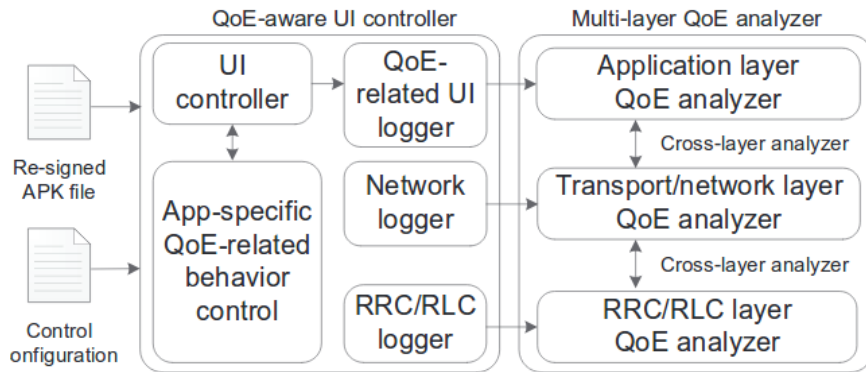 QoE-aware UI controller
Multi-layer QoE analyzer
Re-signed
APK file
Control
onfiguration
UI
controller
App-specific
QoE-related
behavior
control
QoE-
related UI
logger
Network
logger
RRC/RLC
logger
Application layer
QoE analyzer
Cross-layer analyzer
Transport/network layer
QoE analyzer
Cross-layer analyzer
RRC/RLC layer
QoE analyzer